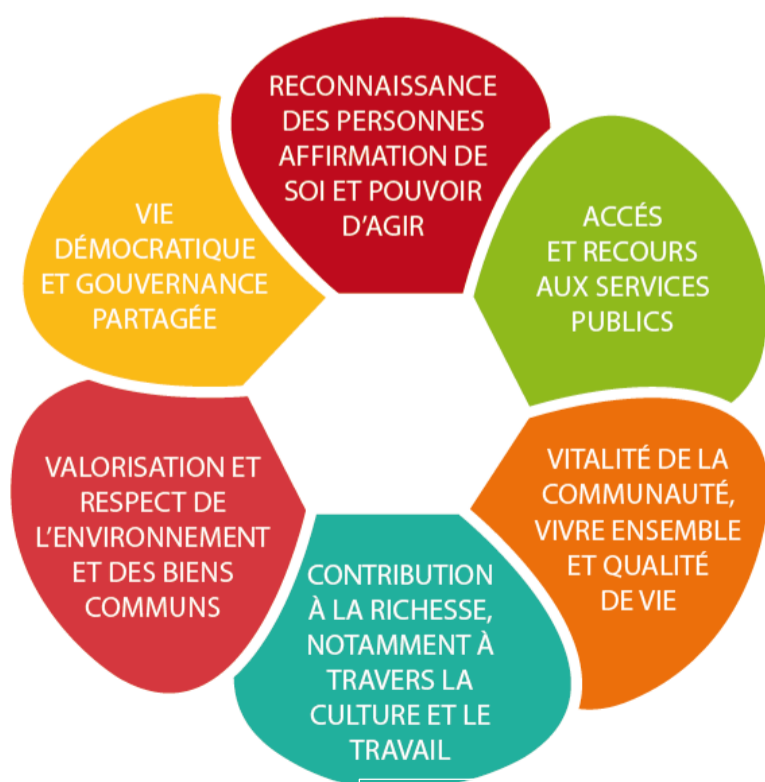 RECONNAISSANCE
DES PERSONNES
AFFIRMATION DE
SOI ET POUVOIR
D’AGIR
ACCÉS
ET RECOURS
AUX SERVICES
PUBLICS
VITALITÉ DE LA
COMMUNAUTÉ,
VIVRE ENSEMBLE
ET QUALITÉ
DE VIE
CONTRIBUTION
À LA RICHESSE,
NOTAMMENT À
TRAVERS LA
CULTURE ET LE
TRAVAIL
VALORISATION ET
RESPECT DE
L’ENVIRONNEMENT
ET DES BIENS
COMMUNS
VIE
DÉMOCRATIQUE
ET GOUVERNANCE
PARTAGÉE